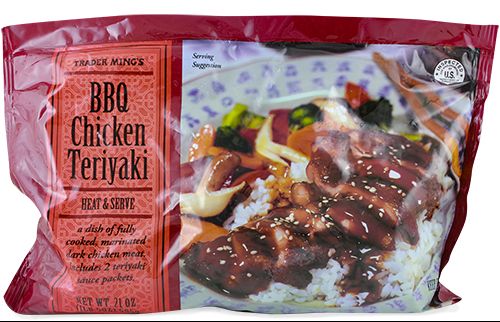 TRADER MING'S
BBQ
Chicken
Teriyaki
HEAT & SERVE
a dish of fully
cooked, marinated
dark chicken meat.
includes 2 teriyaki
sauce packets.
NET WT. 21 OZ.
Serving
Suggestion
INSPECTED
U.S.